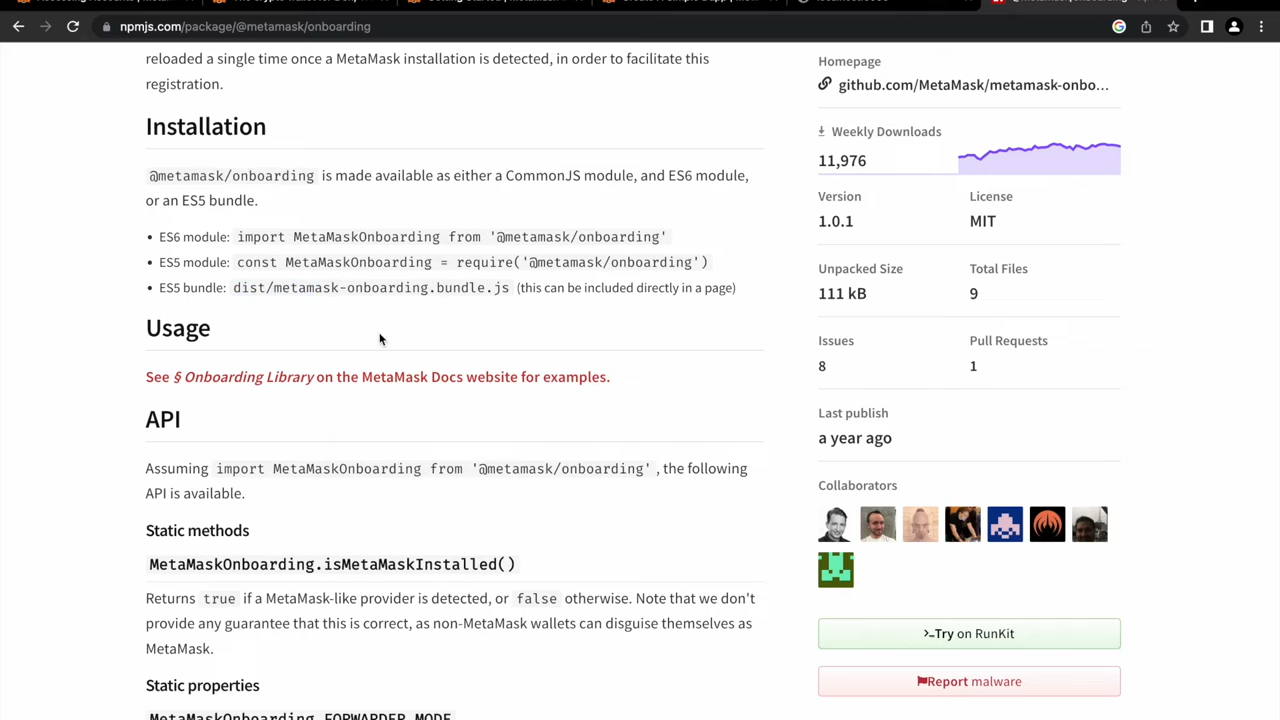 npmjs.com/package/@metamask/onboarding
reloaded a single time once a MetaMask installation is detected, in order to facilitate this
registration.
Installation
@metamask/onboarding is made available as either a CommonJS module, and ES6 module,
or an ES5 bundle.
• ES6 module: import MetaMaskOnboarding from '@metamask/onboarding'
• ES5 module: const MetaMaskOnboarding = require('@metamask/onboarding')
• ES5 bundle: dist/metamask-onboarding.bundle.js (this can be included directly in a page)
Usage
See § Onboarding Library on the MetaMask Docs website for examples.
API
Assuming import MetaMaskOnboarding from '@metamask/onboarding' , the following
API is available.
Static methods
MetaMaskOnboarding.isMetaMaskInstalled()
Returns true if a MetaMask-like provider is detected, or false otherwise. Note that we don't
provide any guarantee that this is correct, as non-MetaMask wallets can disguise themselves as
MetaMask.
Static properties
MetaMaskOnboarding.FORWARDER_MODE
Homepage
github.com/MetaMask/metamask-onbo...
Weekly Downloads
11,976
Version
License
1.0.1
MIT
Unpacked Size
Total Files
111 kB
9
Issues
Pull Requests
8
1
Last publish
a year ago
Collaborators
Try on RunKit
Report malware